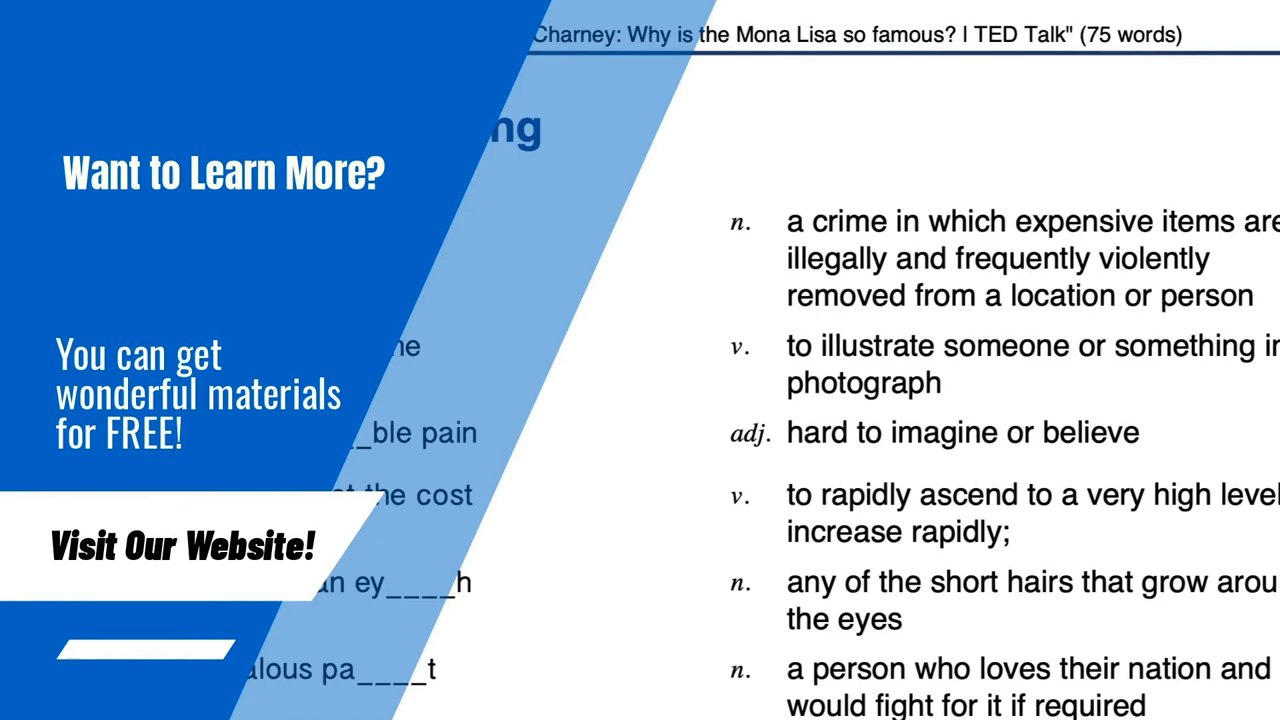 Charney: Why is the Mona Lisa so famous? | TED Talk" (75 words)
Want to Learn More?
You can get
wonderful materials
for FREE!
Visit Our Website!
n. a crime in which expensive items are
illegally and frequently violently
removed from a location or person
v. to illustrate someone or something in
photograph
__ble pain
adj. hard to imagine or believe
the cost
v. to rapidly ascend to a very high level
increase rapidly;
an ey____h
n. any of the short hairs that grow
the eyes
alous pa____t
n. a person who loves their nation and
would fight for it if required